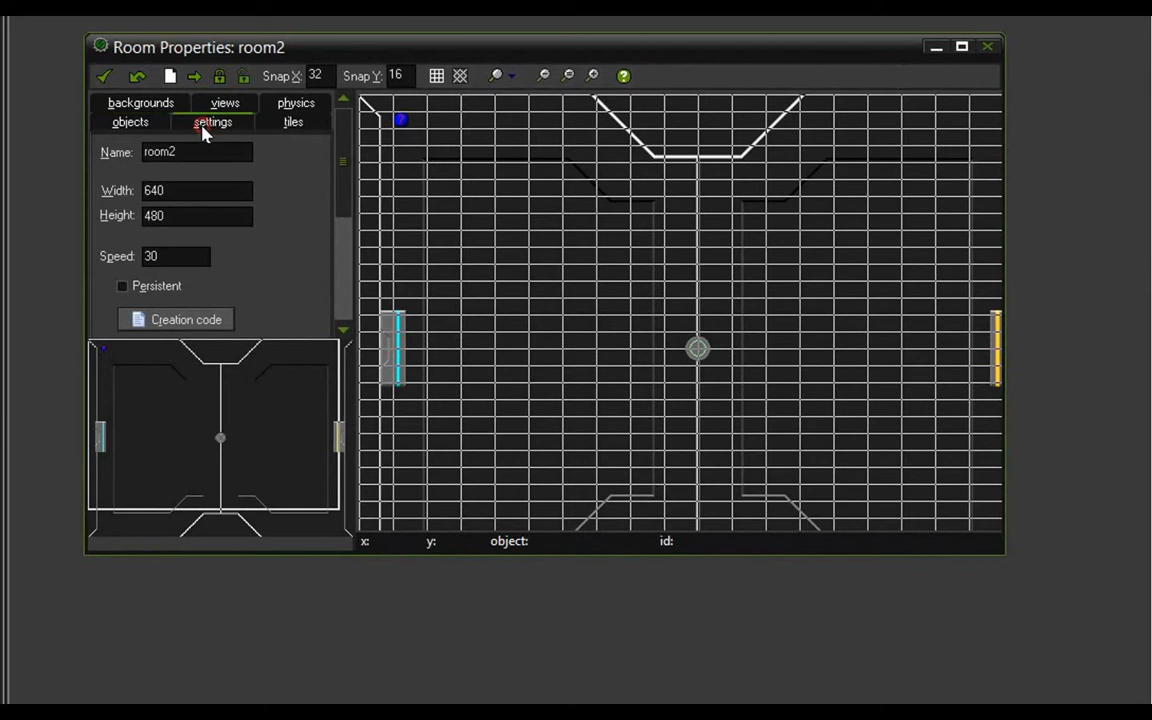 Room Properties: room2
Snap X: 32 Snap Y: 16
backgrounds views physics
objects settings tiles
Name: room2
Width: 640
Height: 480
Speed: 30
Persistent
Creation code
x: y: object: id: